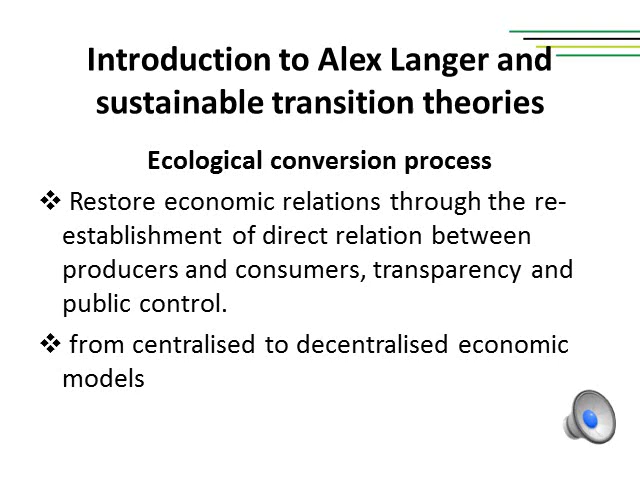 Introduction to Alex Langer and
sustainable transition theories
Ecological conversion process
❖ Restore economic relations through the re-
establishment of direct relation between
producers and consumers, transparency and
public control.
❖ from centralised to decentralised economic
models